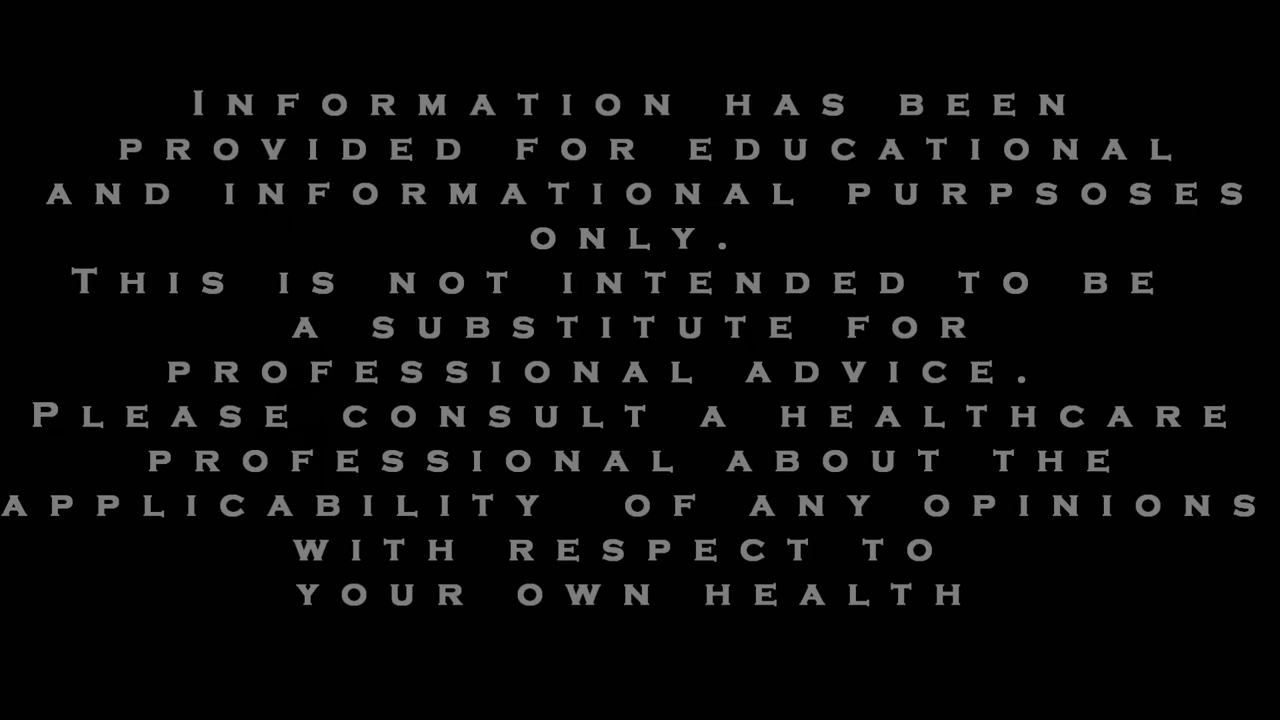 Information has been
provided for educational
and informational purpsoses
only.
This is not intended to be
a substitute for
professional advice.
Please consult a healthcare
professional about the
applicability of any opinions
with respect to
your own health